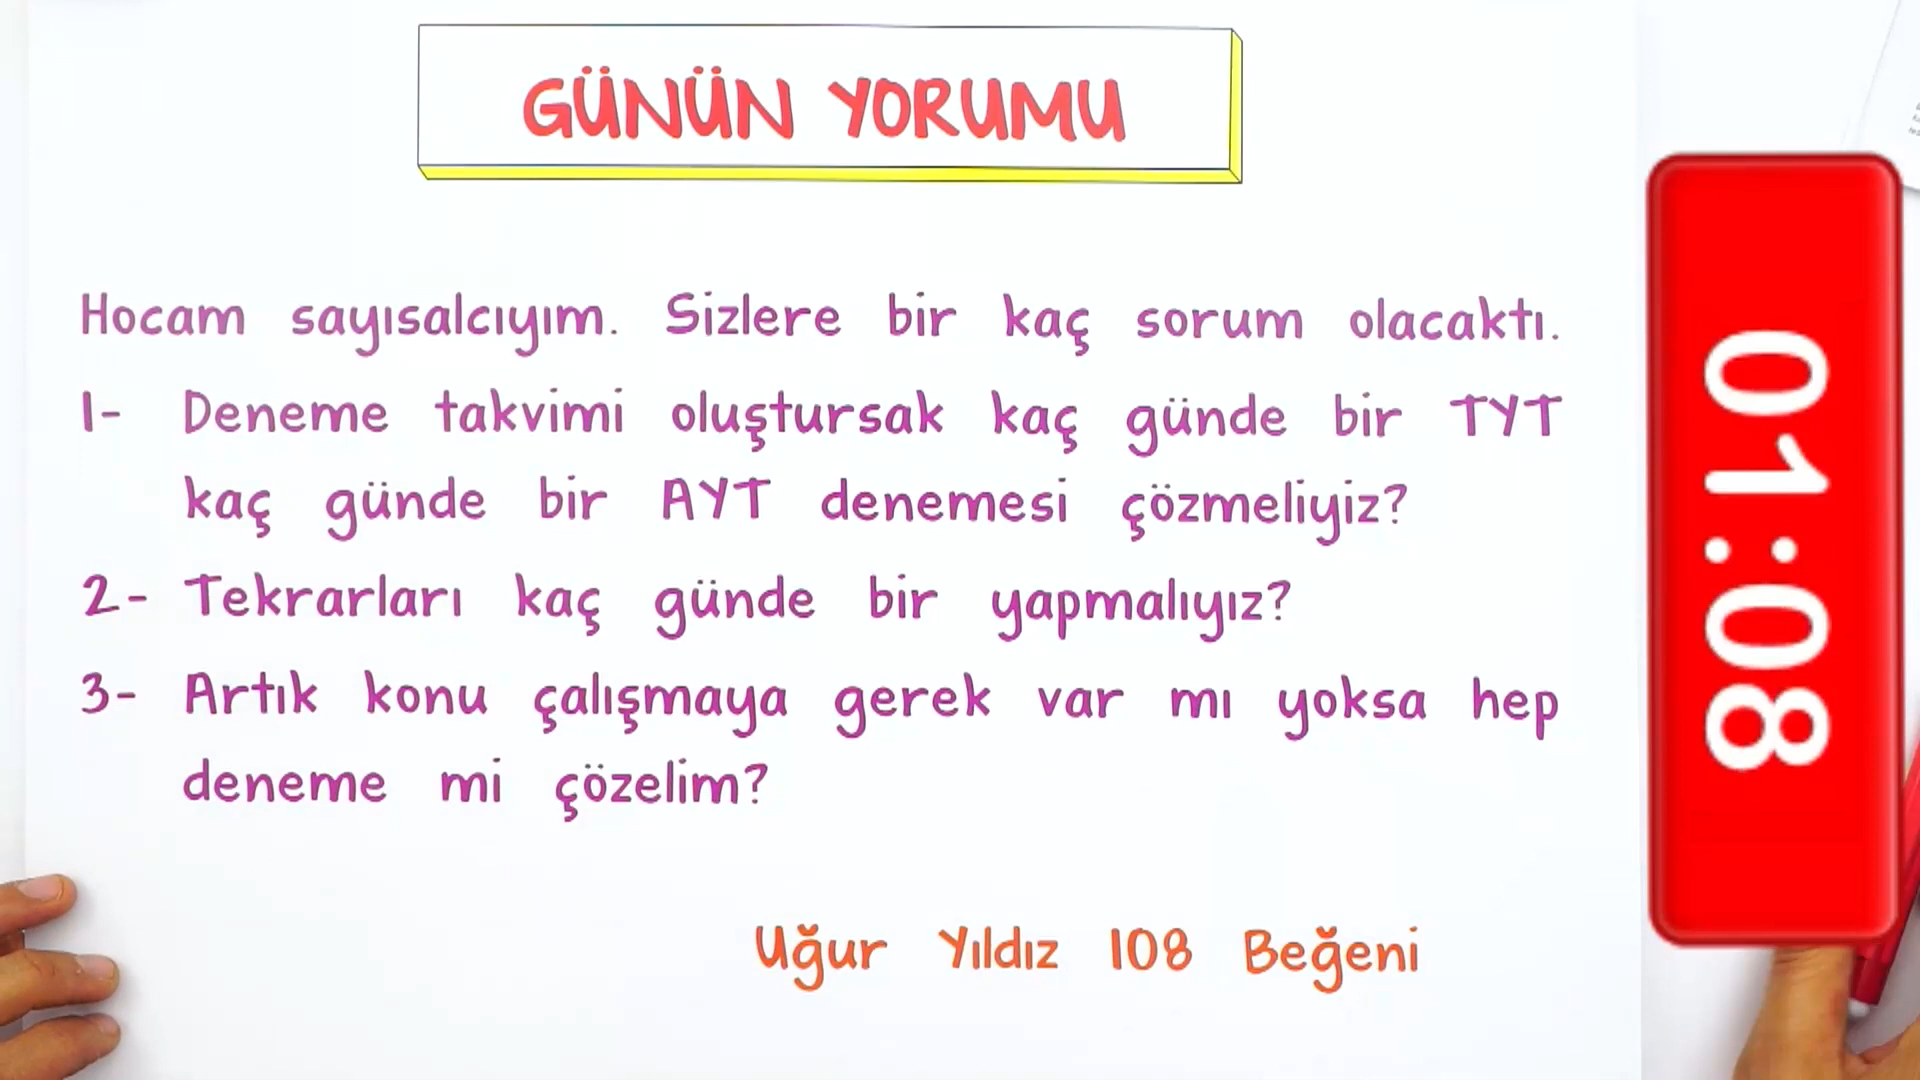 GÜNÜN YORUMU
Hocam sayısalcıyım. Sizlere bir kaç sorum olacaktı.
1- Deneme takvimi oluştursak kaç günde bir TYT
kaç günde bir AYT denemesi çözmeliyiz?
2- Tekrarları kaç günde bir yapmalıyız?
3- Artık konu çalışmaya gerek var mı yoksa hep
deneme mi çözelim?
Uğur Yıldız 108 Beğeni
01:08